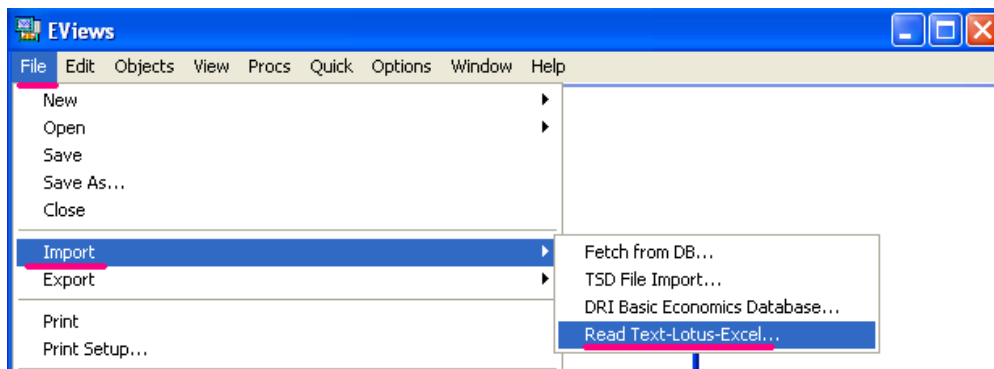 EViews
File Edit Objects View Procs Quick Options Window Help
New
Open
Save
Save As...
Close
Import
Export
Print
Print Setup...
Fetch from DB...
TSD File Import...
DRI Basic Economics Database...
Read Text-Lotus-Excel...